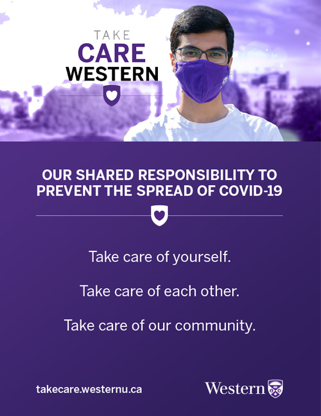 TAKE
CARE
WESTERN
OUR SHARED RESPONSIBILITY TO
PREVENT THE SPREAD OF COVID-19
Take care of yourself.
Take care of each other.
Take care of our community.
takecare.westernu.ca
Western